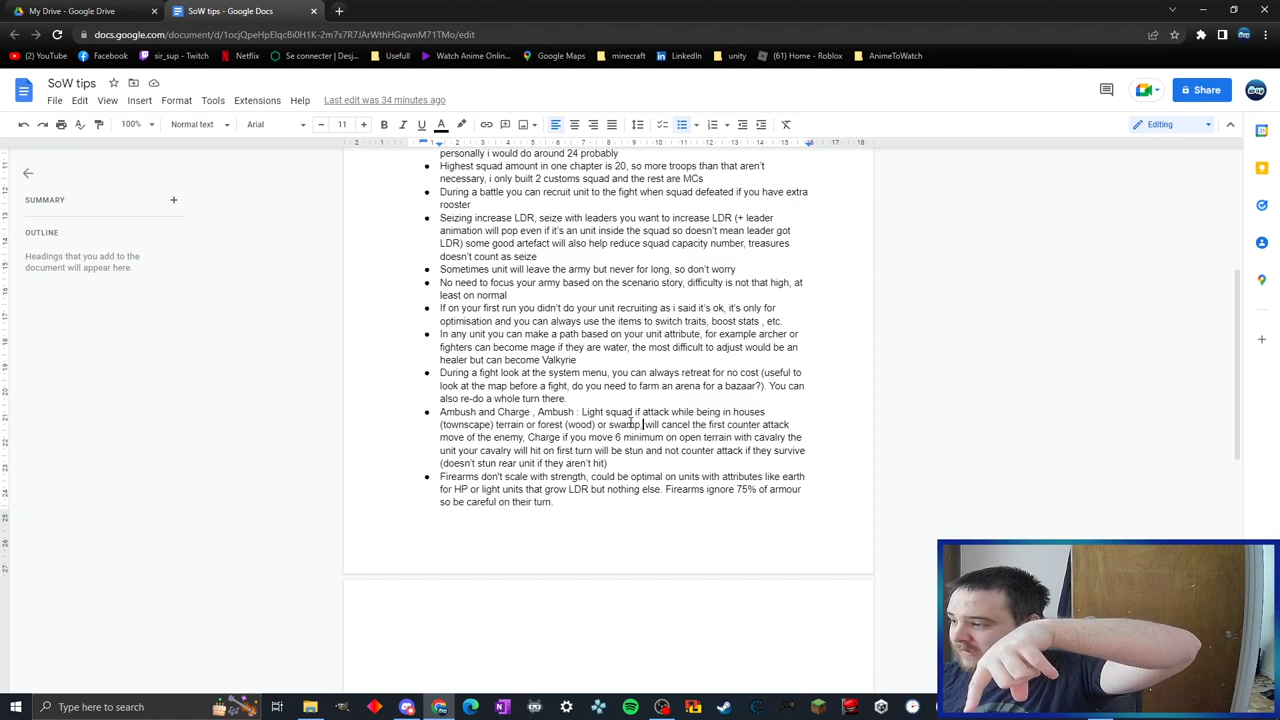 My Drive - Google Drive
SoW tips - Google Docs
docs.google.com/document/d/1ocjQpeHpEIqcBi0H1K-2m7s7R7JArWthHGqwnM71TMo/edit
(2) YouTube
sir_sup - Twitch
Netflix
Se connecter | Desj...
Usefull
Watch Anime Onlin...
Google Maps
minecraft
LinkedIn
unity
(61) Home - Roblox
AnimeToWatch
SoW tips
File Edit View Insert Format Tools Extensions Help Last edit was 34 minutes ago
Share
100% Normal text Arial 11 Editing
SUMMARY
OUTLINE
Headings that you add to the
document will appear here.
personally i would do around 24 probably
Highest squad amount in one chapter is 20, so more troops than that aren't
necessary, i only built 2 customs squad and the rest are MCs
During a battle you can recruit unit to the fight when squad defeated if you have extra
rooster
Seizing increase LDR, seize with leaders you want to increase LDR (+ leader
animation will pop even if it's an unit inside the squad so doesn't mean leader got
LDR) some good artefact will also help reduce squad capacity number, treasures
doesn't count as seize
Sometimes unit will leave the army but never for long, so don't worry
No need to focus your army based on the scenario story, difficulty is not that high, at
least on normal
If on your first run you didn't do your unit recruiting as i said it's ok, it's only for
optimisation and you can always use the items to switch traits, boost stats , etc.
In any unit you can make a path based on your unit attribute, for example archer or
fighters can become mage if they are water, the most difficult to adjust would be an
healer but can become Valkyrie
During a fight look at the system menu, you can always retreat for no cost (useful to
look at the map before a fight, do you need to farm an arena for a bazaar?). You can
also re-do a whole turn there.
Ambush and Charge , Ambush : Light squad if attack while being in houses
(townscape) terrain or forest (wood) or swamp, will cancel the first counter attack
move of the enemy, Charge if you move 6 minimum on open terrain with cavalry the
unit your cavalry will hit on first turn will be stun and not counter attack if they survive
(doesn't stun rear unit if they aren't hit)
Firearms don't scale with strength, could be optimal on units with attributes like earth
for HP or light units that grow LDR but nothing else. Firearms ignore 75% of armour
so be careful on their turn.
Type here to search